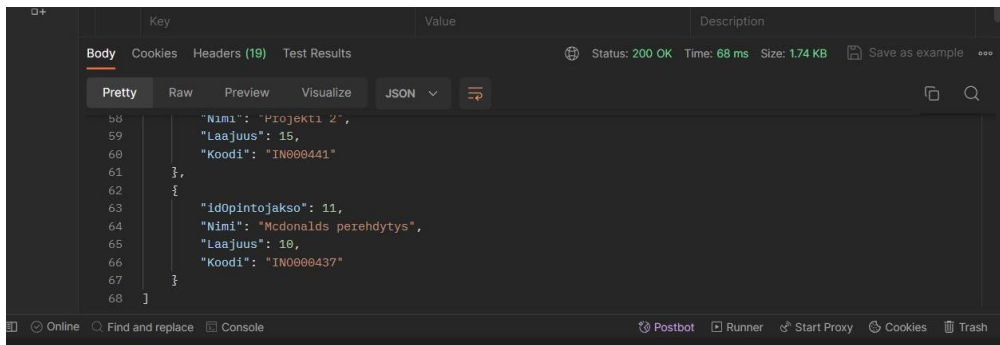 Key Value Description
Body Cookies Headers (19) Test Results Status: 200 OK Time: 68 ms Size: 1.74 KB Save as example
Pretty Raw Preview Visualize JSON
58 "Nimi": "Projekti 2",
59 "Laajuus": 15,
60 "Koodi": "IN000441"
61 },
62 {
63 "idOpintojakso": 11,
64 "Nimi": "Mcdonalds perehdytys",
65 "Laajuus": 10,
66 "Koodi": "INO000437"
67 }
68 ]
Online Find and replace Console Postbot Runner Start Proxy Cookies Trash